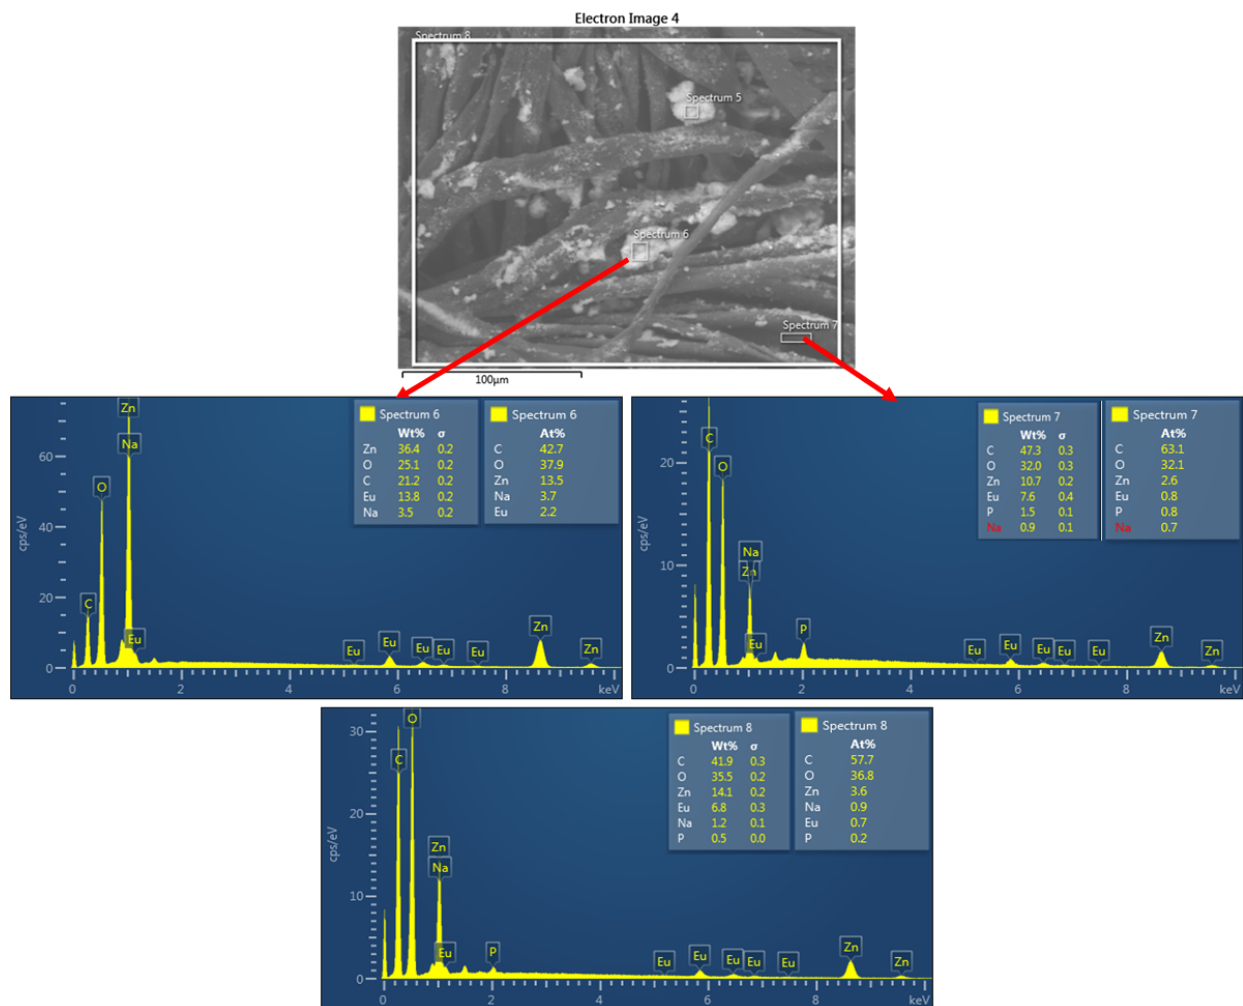 Electron Image 4
Spectrum 8
Spectrum 5
Spectrum 6
Spectrum 7
100µm
Zn
Na
O
C
Eu
Eu
Eu
Eu
Eu
Eu
Zn
Zn
60
40
20
0
cps/eV
0 2 4 6 8 keV
Spectrum 6
Wt% σ
Zn 36.4 0.2
O 25.1 0.2
C 21.2 0.2
Eu 13.8 0.2
Na 3.5 0.2
Spectrum 6
At%
C 42.7
O 37.9
Zn 13.5
Na 3.7
Eu 2.2
C
O
Na
Zn
Eu
P
Eu
Eu
Eu
Eu
Eu
Zn
Zn
20
10
0
cps/eV
0 2 4 6 8 keV
Spectrum 7
Wt% σ
C 47.3 0.3
O 32.0 0.3
Zn 10.7 0.2
Eu 7.6 0.4
P 1.5 0.1
Na 0.9 0.1
Spectrum 7
At%
C 63.1
O 32.1
Zn 2.6
Eu 0.8
P 0.8
Na 0.7
O
C
Zn
Na
Eu
P
Eu
Eu
Eu
Eu
Eu
Zn
Zn
30
20
10
0
cps/eV
0 2 4 6 8 keV
Spectrum 8
Wt% σ
C 41.9 0.3
O 35.5 0.2
Zn 14.1 0.2
Eu 6.8 0.3
Na 1.2 0.1
P 0.5 0.0
Spectrum 8
At%
C 57.7
O 36.8
Zn 3.6
Na 0.9
Eu 0.7
P 0.2